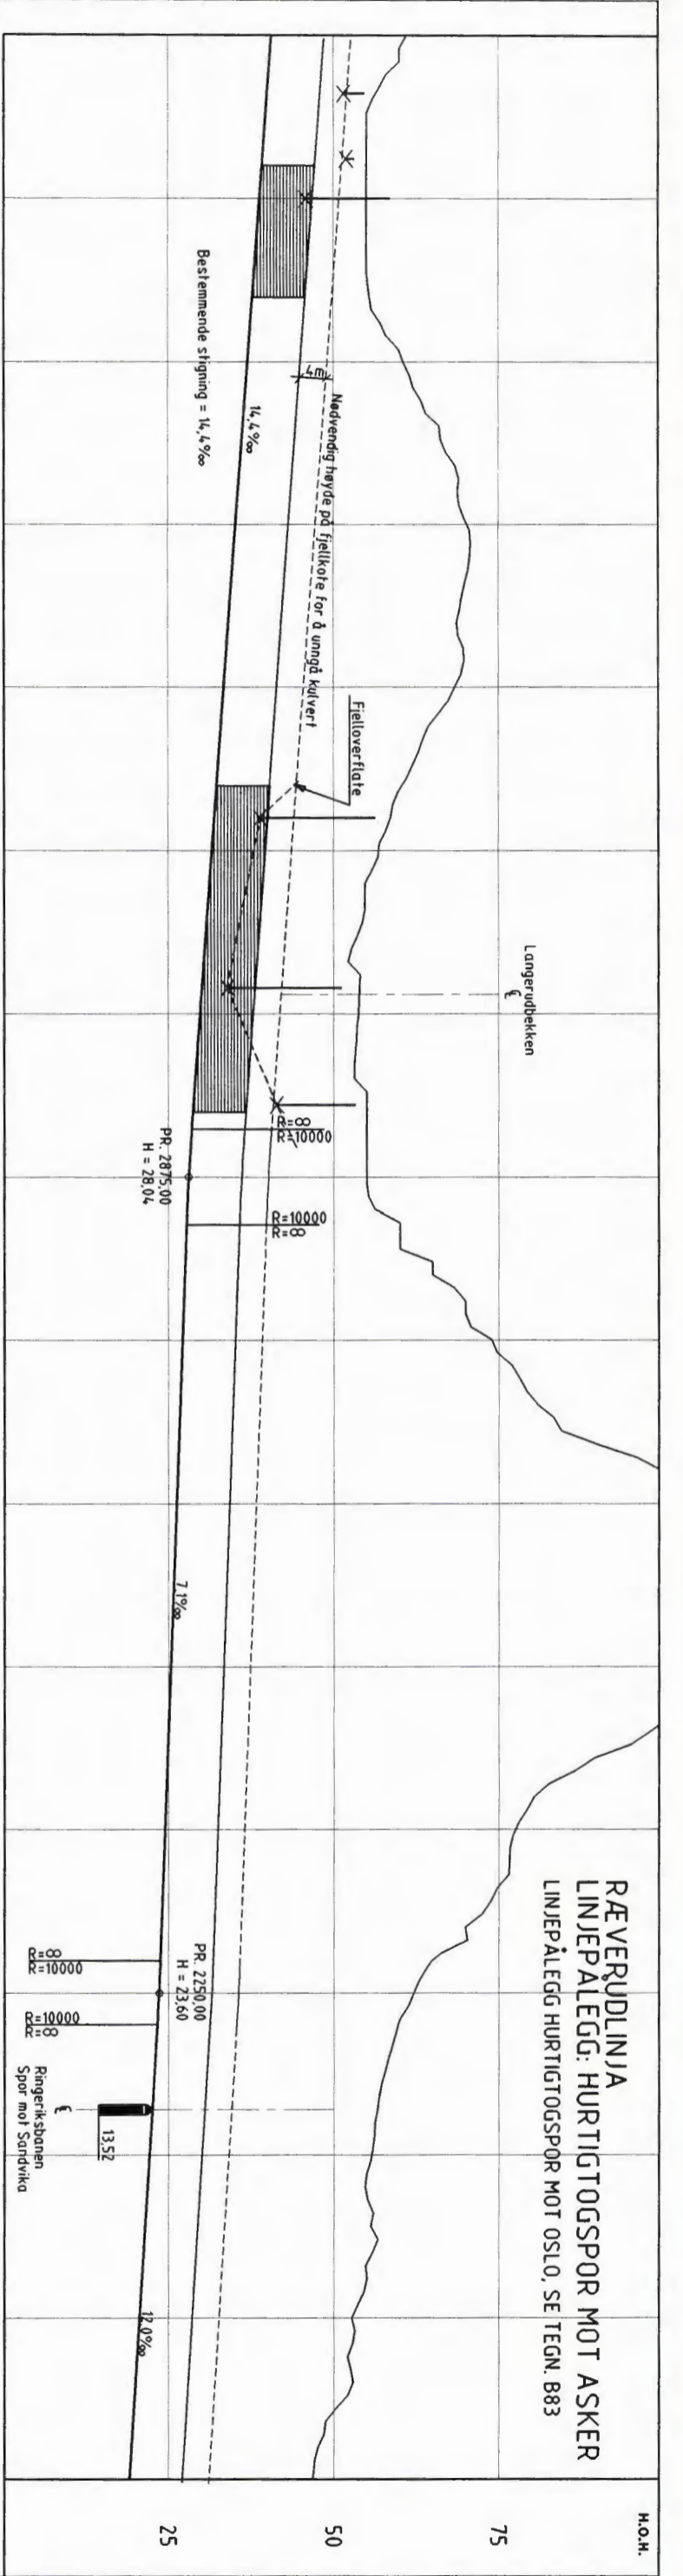 RÆVERUDLINJA
LINJEPÅLEGG: HURTIGTOGSPOR MOT ASKER
LINJEPÅLEGG HURTIGTOGSPOR MOT OSLO, SE TEGN. B83
H.O.H.
75
50
25
Langerudbekken
℄
Fjelloverflate
Nødvendig høyde på fjellkote for å unngå kulvert
4m
14,4‰
Bestemmende stigning = 14,4‰
R=∞
R=10000
R=10000
R=∞
PR. 2875,00
H = 28,04
7,1‰
PR. 2250,00
H = 23,60
R=∞
R=10000
R=10000
R=∞
13,52
℄
Ringeriksbanen
Spor mot Sandvika
12,0‰